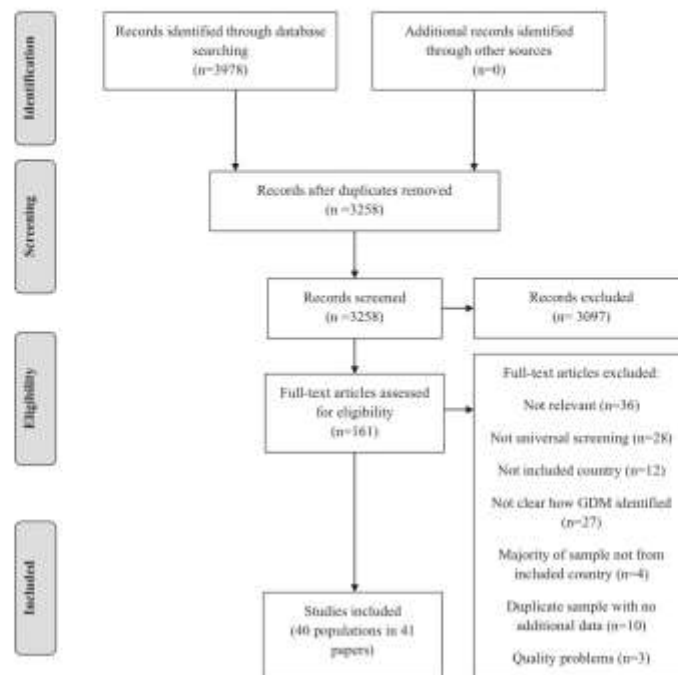 Identification
Records identified through database
searching
(n=3978)
Additional records identified
through other sources
(n=0)
Screening
Records after duplicates removed
(n =3258)
Records screened
(n =3258)
Records excluded
(n= 3097)
Eligibility
Full-text articles assessed
for eligibility
(n=161)
Full-text articles excluded:
Not relevant (n=36)
Not universal screening (n=28)
Not included country (n=12)
Not clear how GDM identified
(n=27)
Majority of sample not from
included country (n=4)
Duplicate sample with no
additional data (n=10)
Quality problems (n=3)
Included
Studies included
(40 populations in 41
papers)